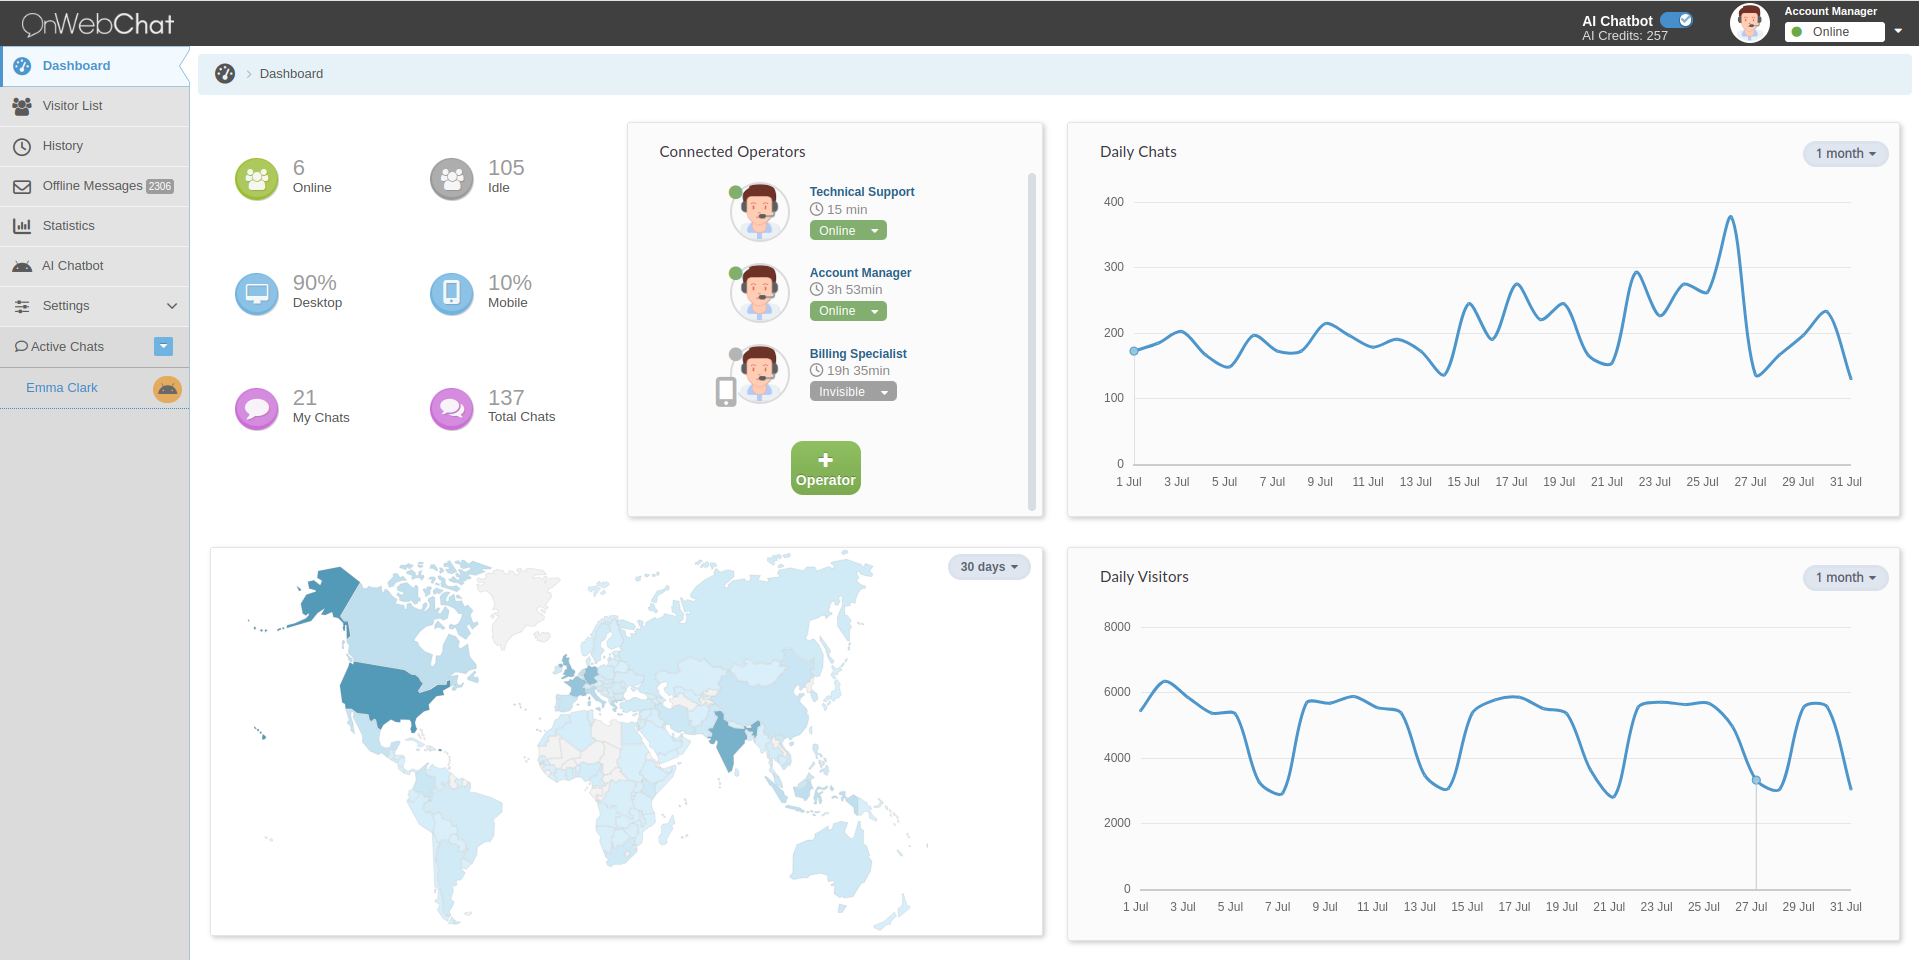 OnWebChat
AI Chatbot
AI Credits: 257
Account Manager
Online
Dashboard
Visitor List
History
Offline Messages 2306
Statistics
AI Chatbot
Settings
Active Chats
Emma Clark
Dashboard
6
Online
105
Idle
90%
Desktop
10%
Mobile
21
My Chats
137
Total Chats
Connected Operators
Technical Support
15 min
Online
Account Manager
3h 53min
Online
Billing Specialist
19h 35min
Invisible
+
Operator
Daily Chats
1 month
400
300
200
100
0
1 Jul 3 Jul 5 Jul 7 Jul 9 Jul 11 Jul 13 Jul 15 Jul 17 Jul 19 Jul 21 Jul 23 Jul 25 Jul 27 Jul 29 Jul 31 Jul
30 days
Daily Visitors
1 month
8000
6000
4000
2000
0
1 Jul 3 Jul 5 Jul 7 Jul 9 Jul 11 Jul 13 Jul 15 Jul 17 Jul 19 Jul 21 Jul 23 Jul 25 Jul 27 Jul 29 Jul 31 Jul